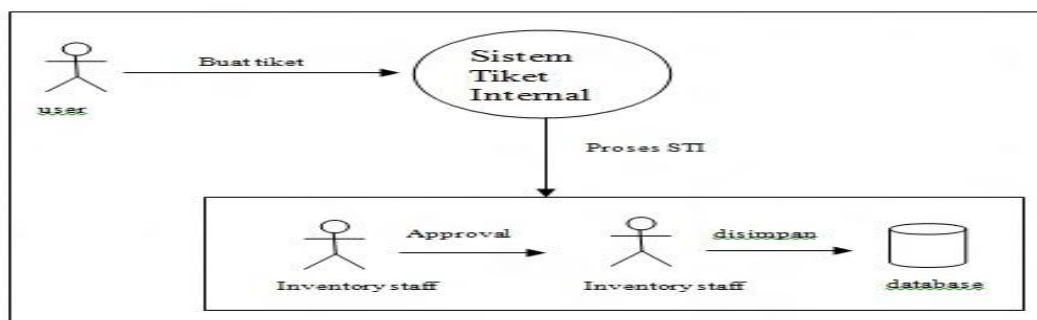 Buat tiket
user
Sistem
Tiket
Internal
Proses STI
Approval
disimpan
Inventory staff
Inventory staff
database